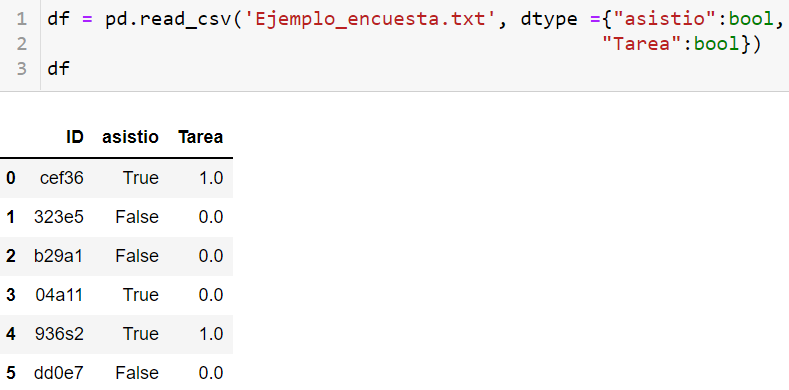 1 df = pd.read_csv('Ejemplo_encuesta.txt', dtype ={"asistio":bool,
2 "Tarea":bool})
3 df
ID asistio Tarea
0 cef36 True 1.0
1 323e5 False 0.0
2 b29a1 False 0.0
3 04a11 True 0.0
4 936s2 True 1.0
5 dd0e7 False 0.0